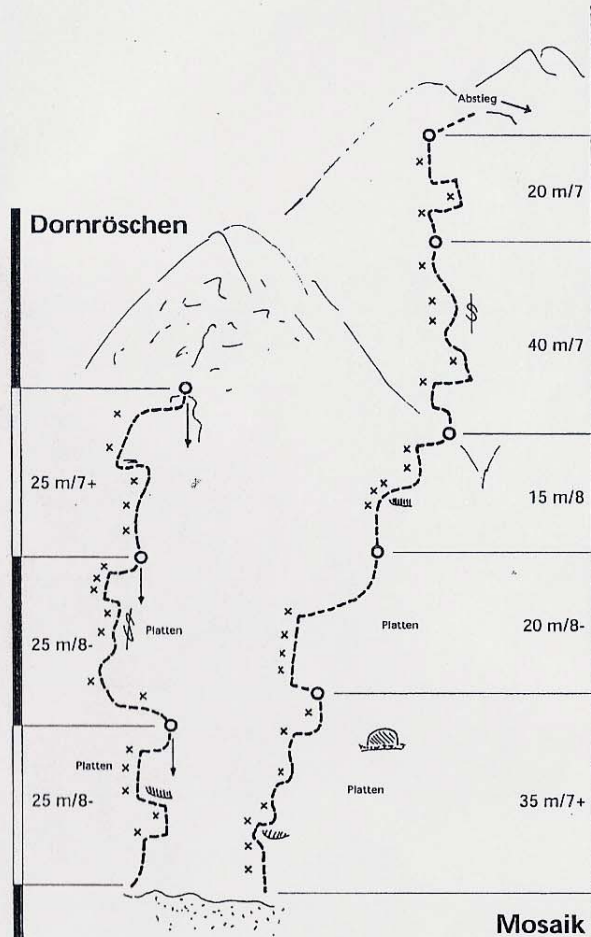 Abstieg
20 m/7
Dornröschen
40 m/7
25 m/7+
15 m/8
25 m/8-
Platten
Platten
20 m/8-
Platten
25 m/8-
Platten
35 m/7+
Mosaik